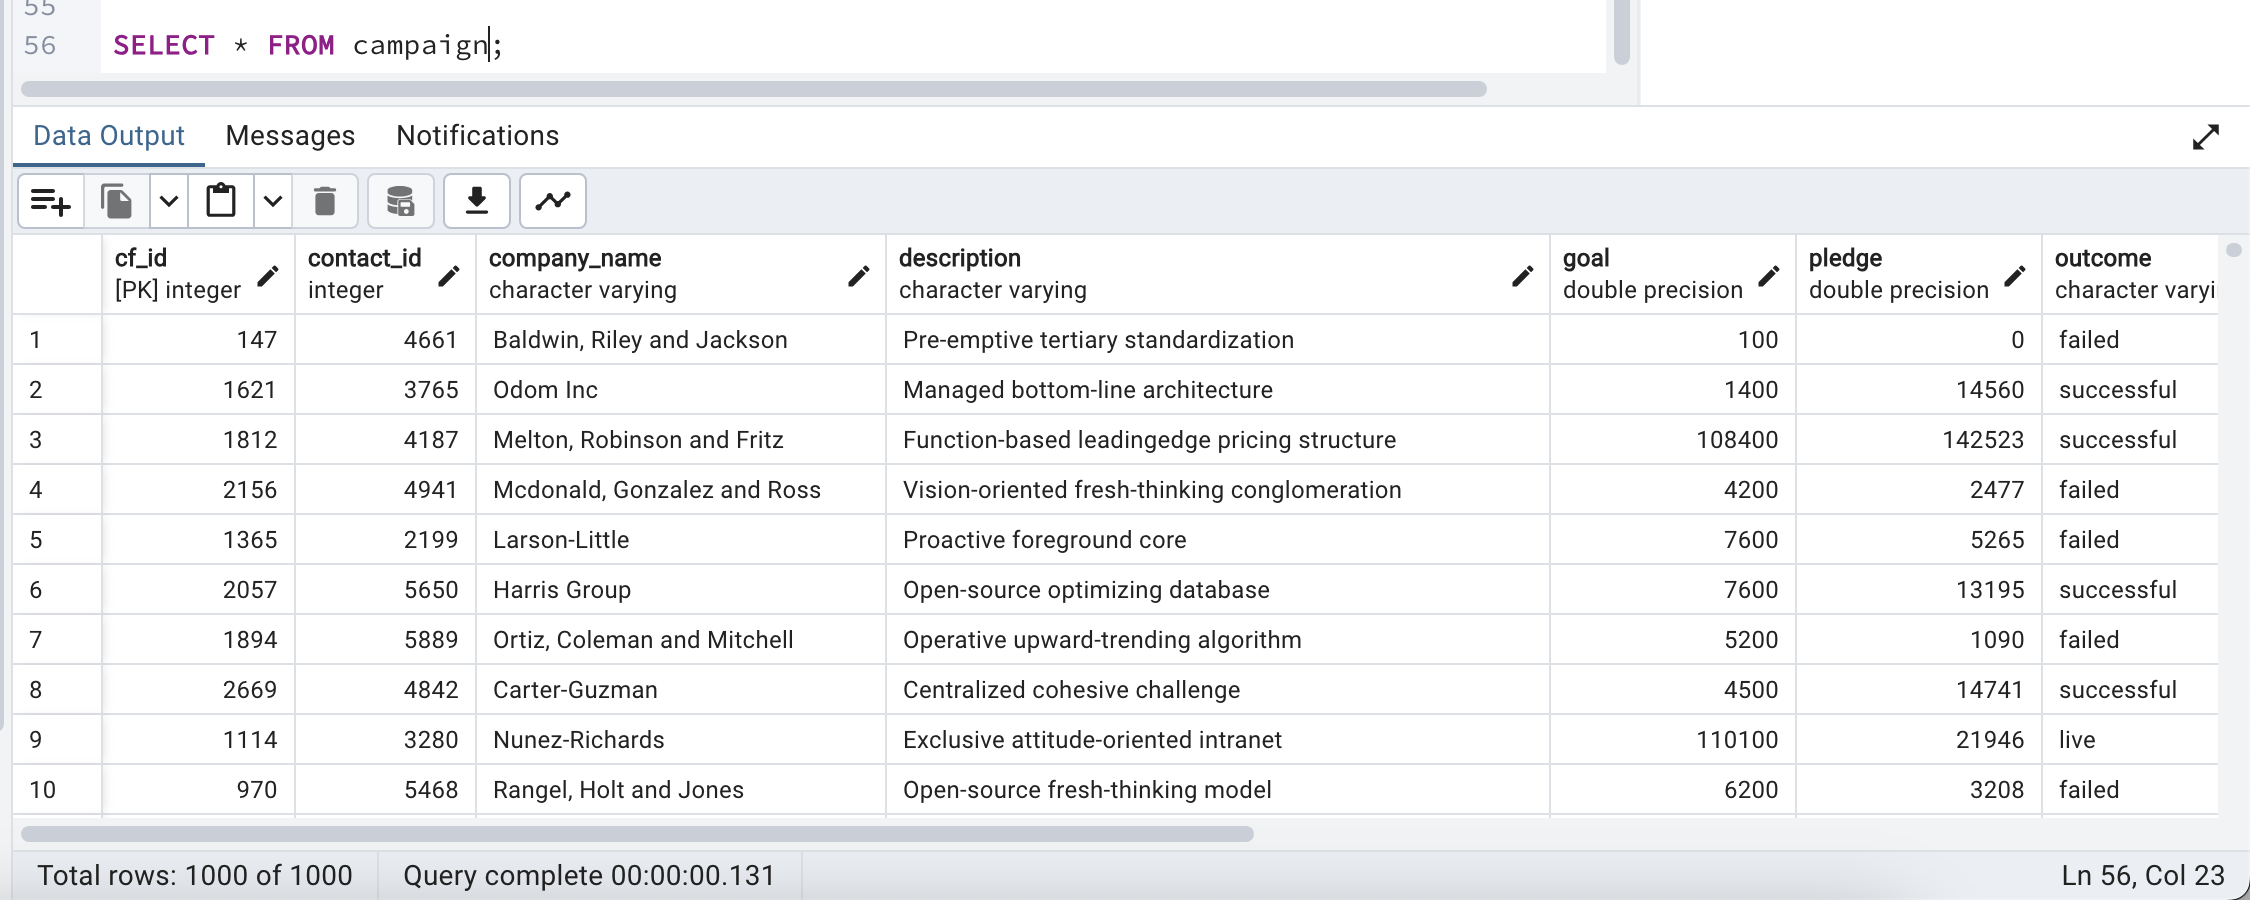 55
56 SELECT * FROM campaign;
Data Output Messages Notifications
cf_id contact_id company_name description goal pledge outcome
[PK] integer integer character varying character varying double precision double precision character varyi
1 147 4661 Baldwin, Riley and Jackson Pre-emptive tertiary standardization 100 0 failed
2 1621 3765 Odom Inc Managed bottom-line architecture 1400 14560 successful
3 1812 4187 Melton, Robinson and Fritz Function-based leadingedge pricing structure 108400 142523 successful
4 2156 4941 Mcdonald, Gonzalez and Ross Vision-oriented fresh-thinking conglomeration 4200 2477 failed
5 1365 2199 Larson-Little Proactive foreground core 7600 5265 failed
6 2057 5650 Harris Group Open-source optimizing database 7600 13195 successful
7 1894 5889 Ortiz, Coleman and Mitchell Operative upward-trending algorithm 5200 1090 failed
8 2669 4842 Carter-Guzman Centralized cohesive challenge 4500 14741 successful
9 1114 3280 Nunez-Richards Exclusive attitude-oriented intranet 110100 21946 live
10 970 5468 Rangel, Holt and Jones Open-source fresh-thinking model 6200 3208 failed
Total rows: 1000 of 1000 Query complete 00:00:00.131 Ln 56, Col 23